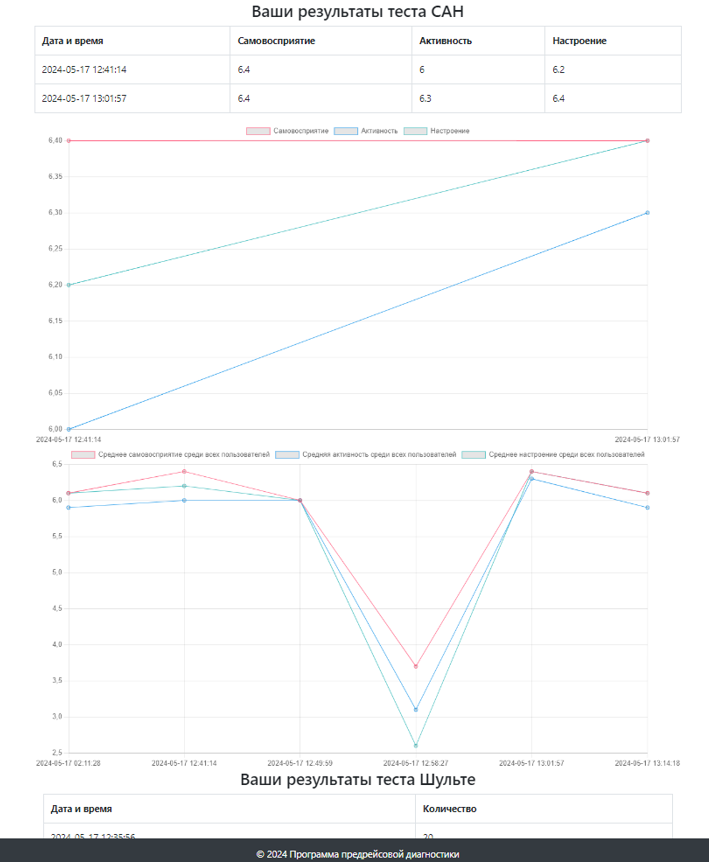 Ваши результаты теста САН
Дата и время Самовосприятие Активность Настроение
2024-05-17 12:41:14 6.4 6 6.2
2024-05-17 13:01:57 6.4 6.3 6.4
Самовосприятие Активность Настроение
6,40
6,35
6,30
6,25
6,20
6,15
6,10
6,05
6,00
2024-05-17 12:41:14 2024-05-17 13:01:57
Среднее самовосприятие среди всех пользователей Средняя активность среди всех пользователей Среднее настроение среди всех пользователей
6,5
6,0
5,5
5,0
4,5
4,0
3,5
3,0
2,5
2024-05-17 02:11:28 2024-05-17 12:41:14 2024-05-17 12:49:59 2024-05-17 12:58:27 2024-05-17 13:01:57 2024-05-17 13:14:18
Ваши результаты теста Шульте
Дата и время Количество
2024-05-17 12:35:56 20
© 2024 Программа предрейсовой диагностики